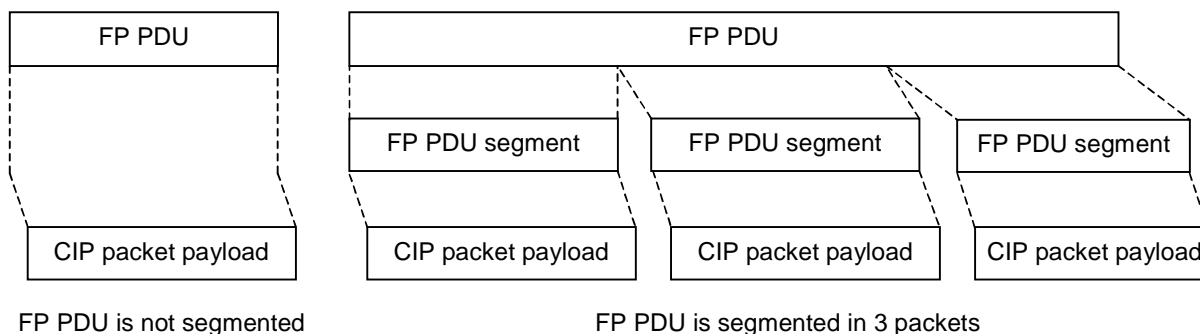 FP PDU
FP PDU
FP PDU segment
FP PDU segment
FP PDU segment
CIP packet payload
CIP packet payload
CIP packet payload
CIP packet payload
FP PDU is not segmented
FP PDU is segmented in 3 packets